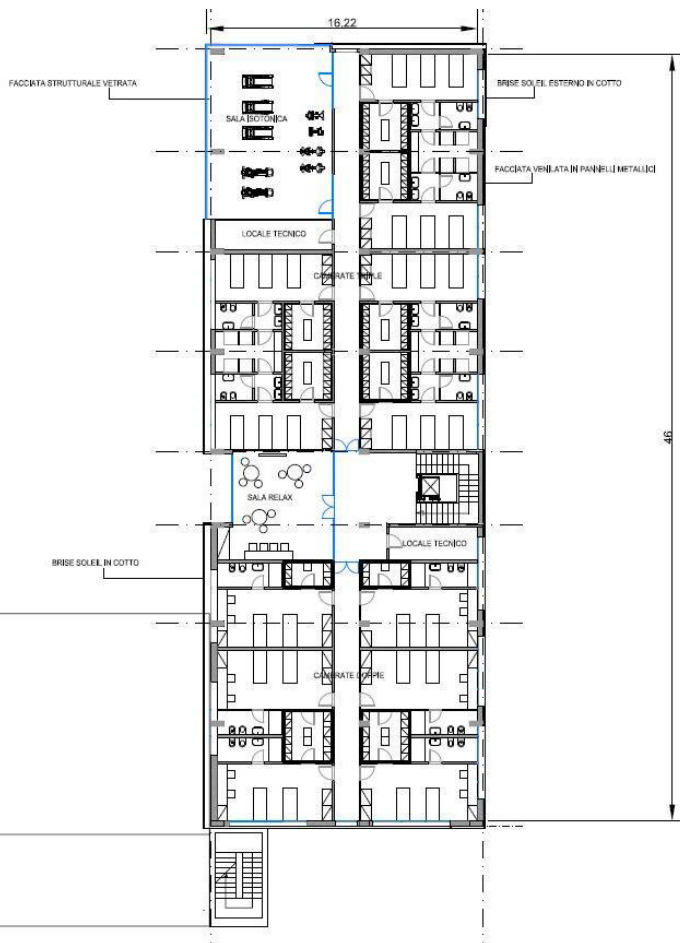 16.22
FACCIATA STRUTTURALE VETRATA
BRISE SOLEIL ESTERNO IN COTTO
SALA ISOTONICA
FACCIATA VENILATA IN PANNELLI METALLICI
LOCALE TECNICO
CAMERATE TRIPLE
46
SALA RELAX
LOCALE TECNICO
BRISE SOLEIL IN COTTO
CAMERATE DOPPIE